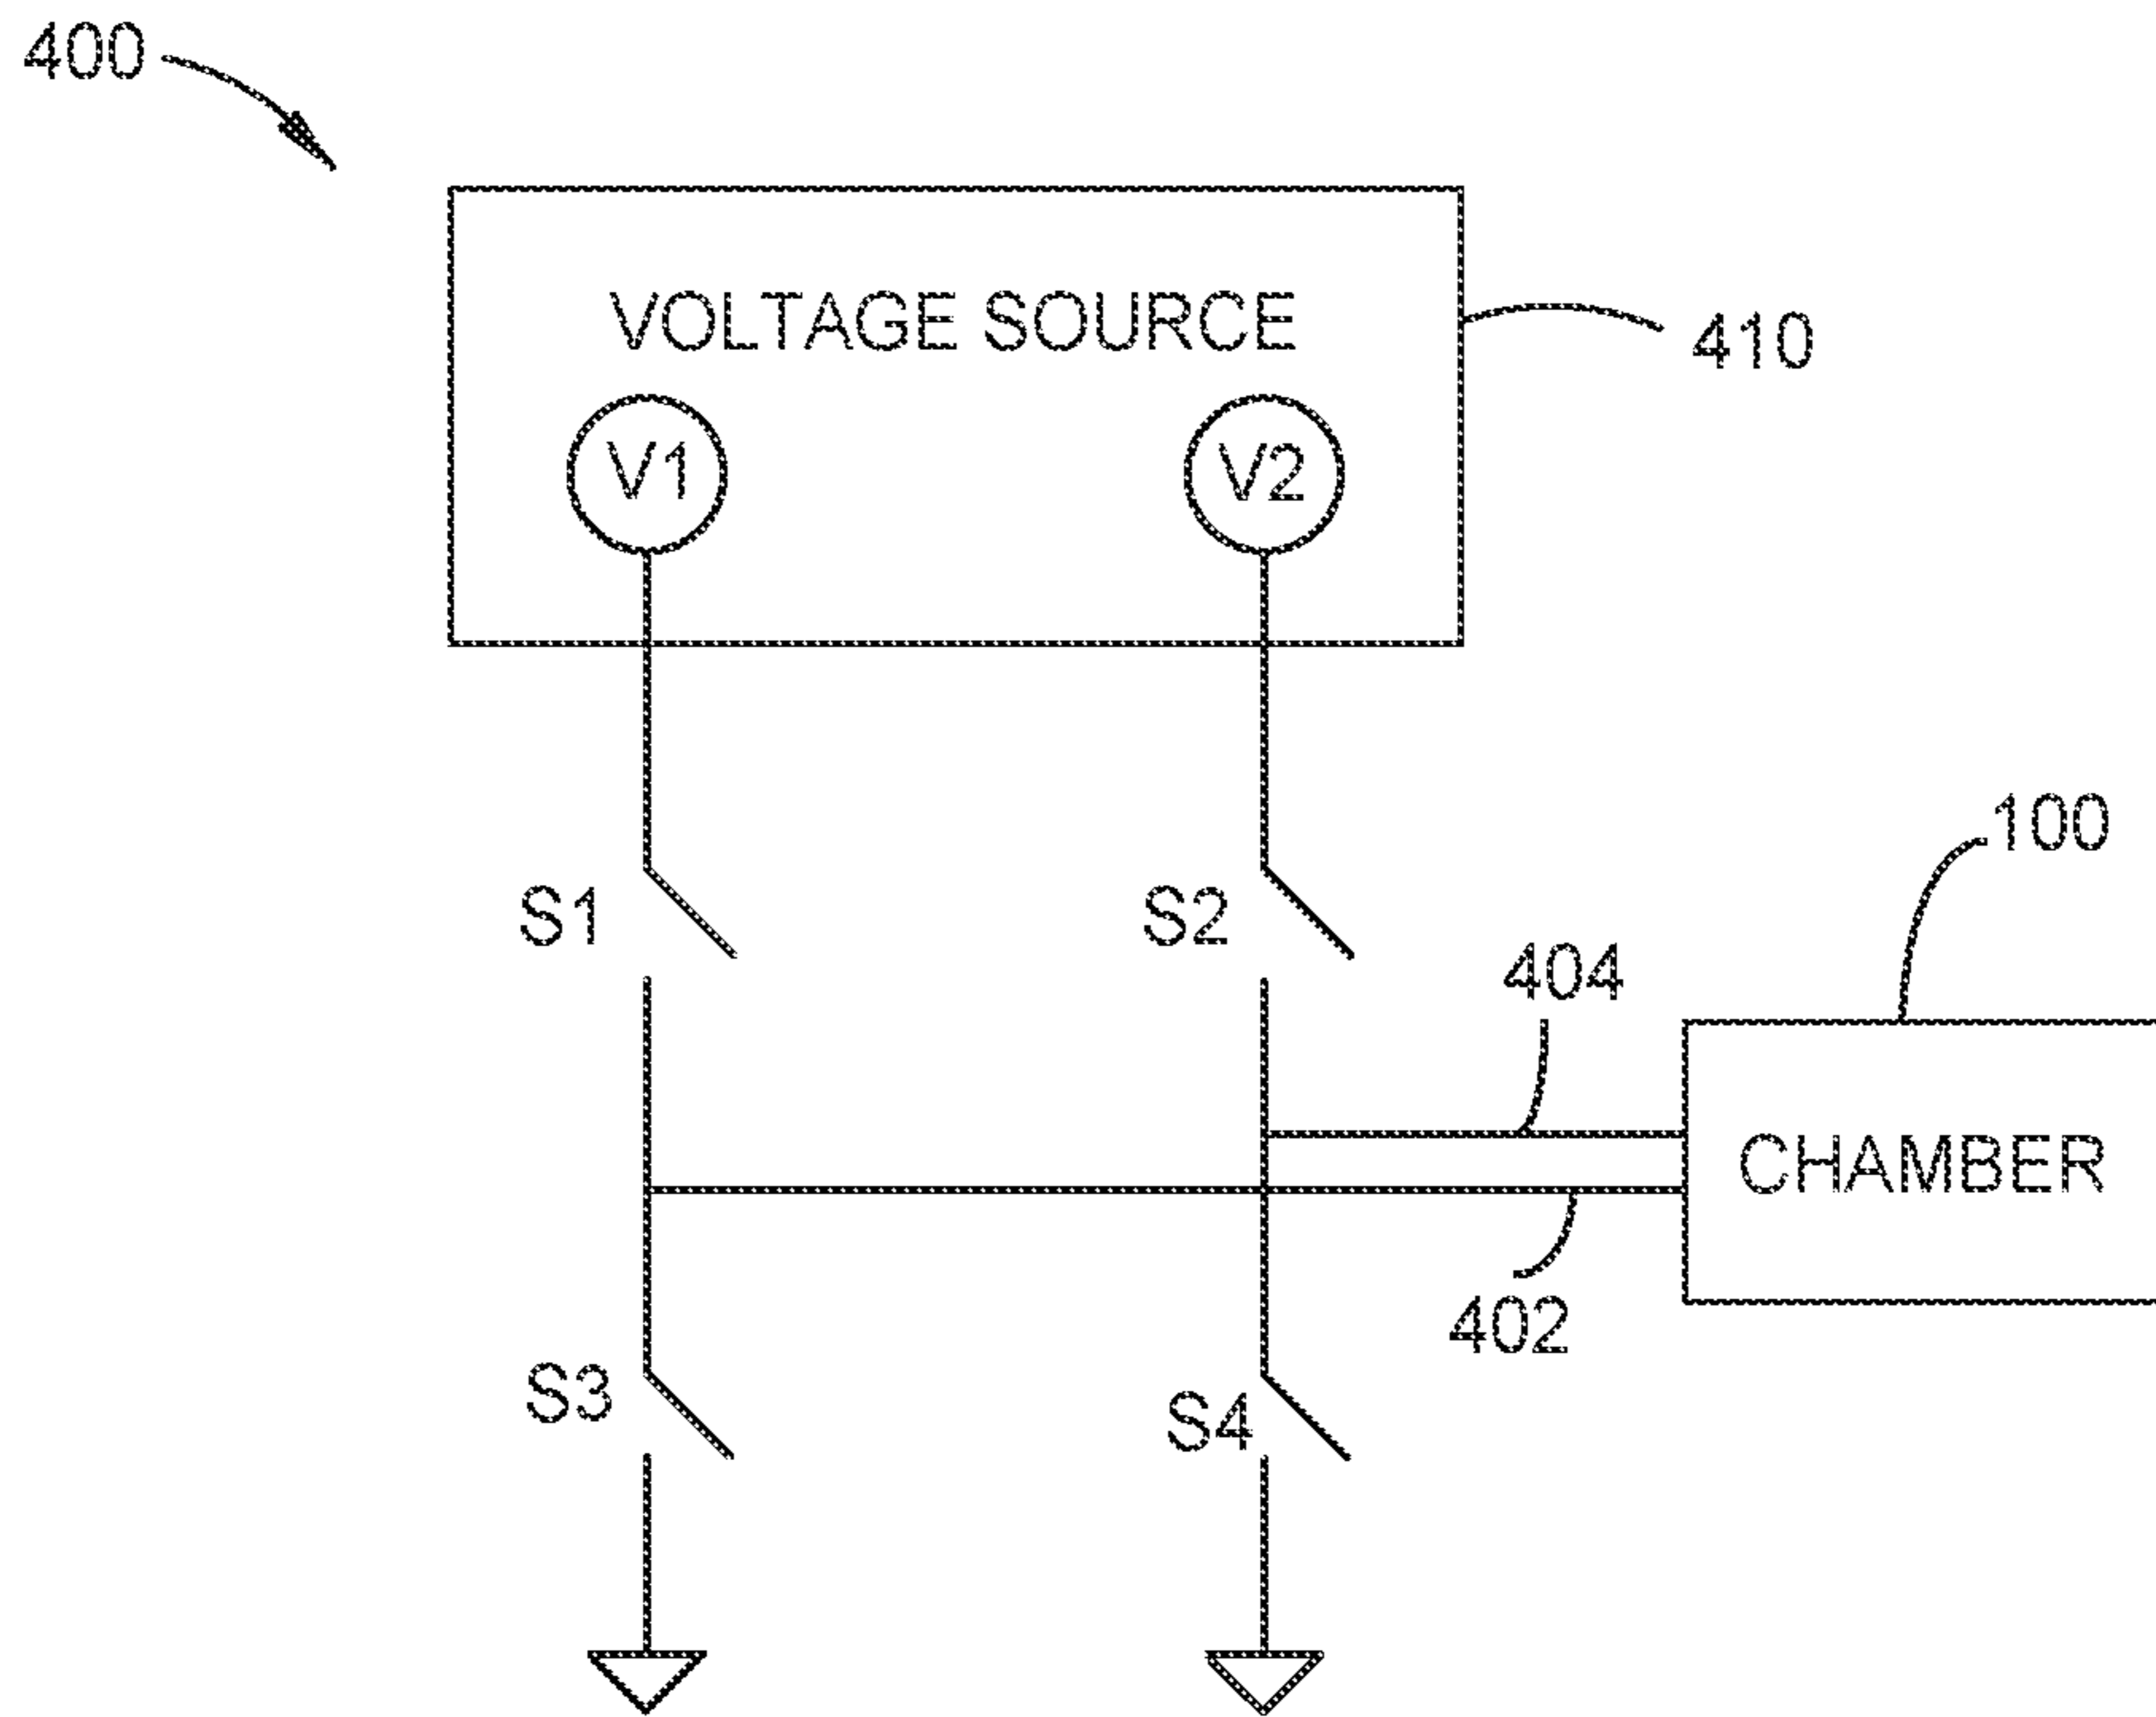 400
VOLTAGE SOURCE
410
V1
V2
100
S1
S2
404
CHAMBER
402
S3
S4